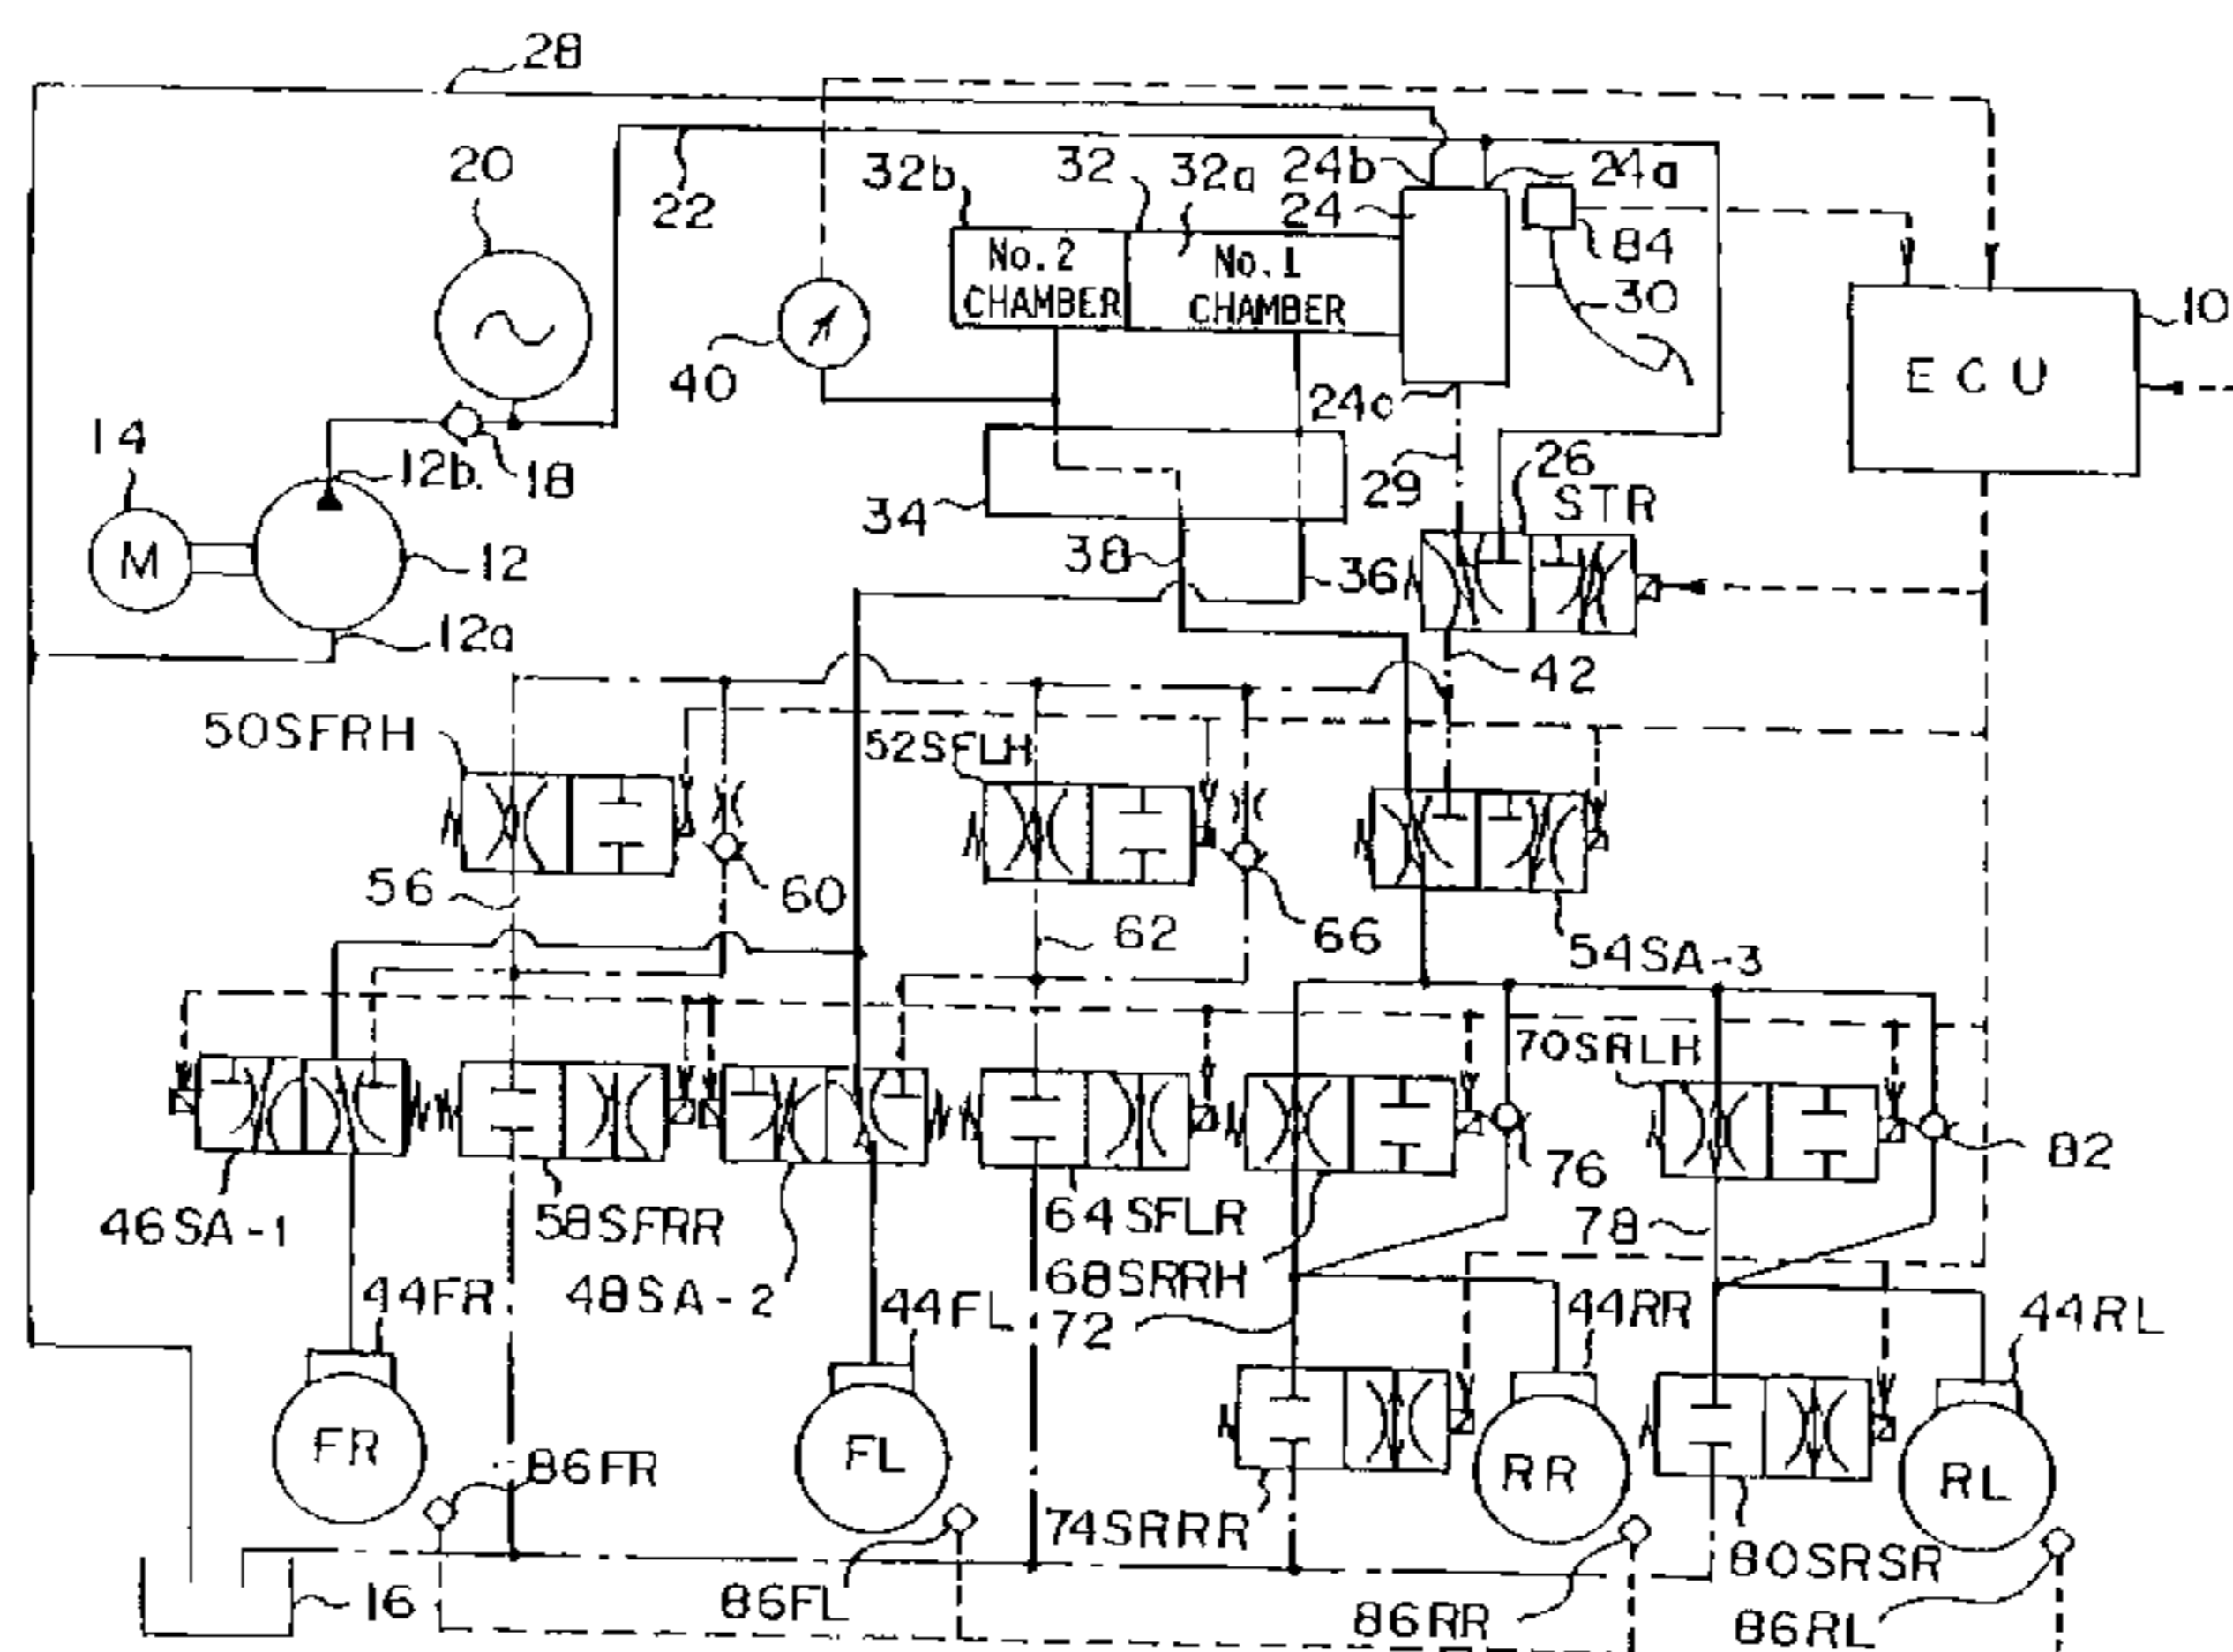 28
20
22
32b
32
32a
24b
24a
24
84
No. 2
CHAMBER
No. 1
CHAMBER
30
10
ECU
40
24c
14
12b
18
34
29
26
STR
M
12
38
36
12a
42
50SFRH
52SFLH
56
60
62
66
54SA-3
70SRLH
46SA-1
58SFRR
48SA-2
64SFLR
68SRRH
76
78
82
44FR
44FL
72
44RR
44RL
FR
FL
RR
RL
86FR
74SRRR
80SRSR
16
86FL
86RR
86RL